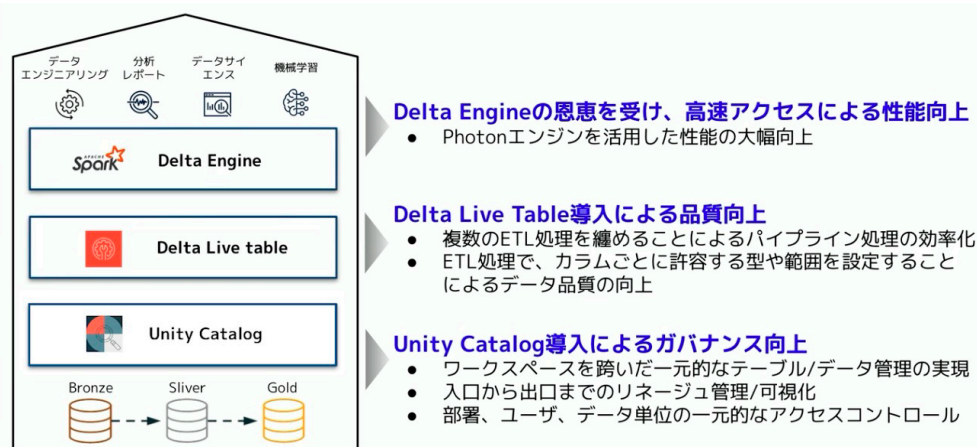 データ
エンジニアリング
分析
レポート
データサイ
エンス
機械学習
APACHE
Spark
Delta Engine
Delta Live table
Unity Catalog
Bronze
Sliver
Gold
Delta Engineの恩恵を受け、高速アクセスによる性能向上
● Photonエンジンを活用した性能の大幅向上
Delta Live Table導入による品質向上
● 複数のETL処理を纏めることによるパイプライン処理の効率化
● ETL処理で、カラムごとに許容する型や範囲を設定すること
によるデータ品質の向上
Unity Catalog導入によるガバナンス向上
● ワークスペースを跨いだ一元的なテーブル/データ管理の実現
● 入口から出口までのリネージュ管理/可視化
● 部署、ユーザ、データ単位の一元的なアクセスコントロール